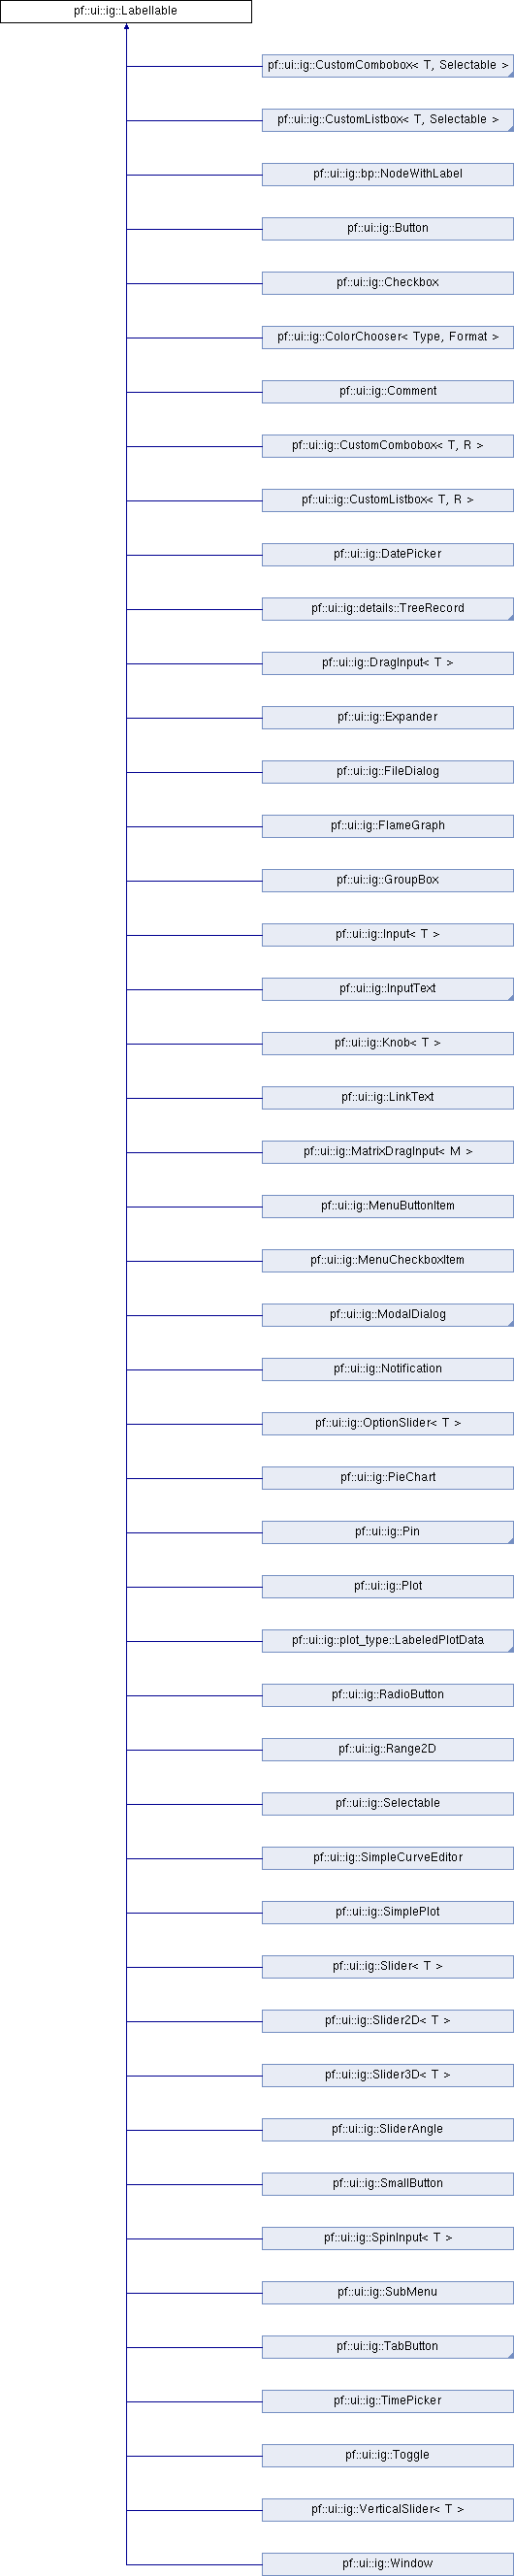 pf::ui::ig::Labellable
pf::ui::ig::CustomCombobox< T, Selectable >
pf::ui::ig::CustomListbox< T, Selectable >
pf::ui::ig::bp::NodeWithLabel
pf::ui::ig::Button
pf::ui::ig::Checkbox
pf::ui::ig::ColorChooser< Type, Format >
pf::ui::ig::Comment
pf::ui::ig::CustomCombobox< T, R >
pf::ui::ig::CustomListbox< T, R >
pf::ui::ig::DatePicker
pf::ui::ig::details::TreeRecord
pf::ui::ig::DragInput< T >
pf::ui::ig::Expander
pf::ui::ig::FileDialog
pf::ui::ig::FlameGraph
pf::ui::ig::GroupBox
pf::ui::ig::Input< T >
pf::ui::ig::InputText
pf::ui::ig::Knob< T >
pf::ui::ig::LinkText
pf::ui::ig::MatrixDragInput< M >
pf::ui::ig::MenuButtonItem
pf::ui::ig::MenuCheckboxItem
pf::ui::ig::ModalDialog
pf::ui::ig::Notification
pf::ui::ig::OptionSlider< T >
pf::ui::ig::PieChart
pf::ui::ig::Pin
pf::ui::ig::Plot
pf::ui::ig::plot_type::LabeledPlotData
pf::ui::ig::RadioButton
pf::ui::ig::Range2D
pf::ui::ig::Selectable
pf::ui::ig::SimpleCurveEditor
pf::ui::ig::SimplePlot
pf::ui::ig::Slider< T >
pf::ui::ig::Slider2D< T >
pf::ui::ig::Slider3D< T >
pf::ui::ig::SliderAngle
pf::ui::ig::SmallButton
pf::ui::ig::SpinInput< T >
pf::ui::ig::SubMenu
pf::ui::ig::TabButton
pf::ui::ig::TimePicker
pf::ui::ig::Toggle
pf::ui::ig::VerticalSlider< T >
pf::ui::ig::Window